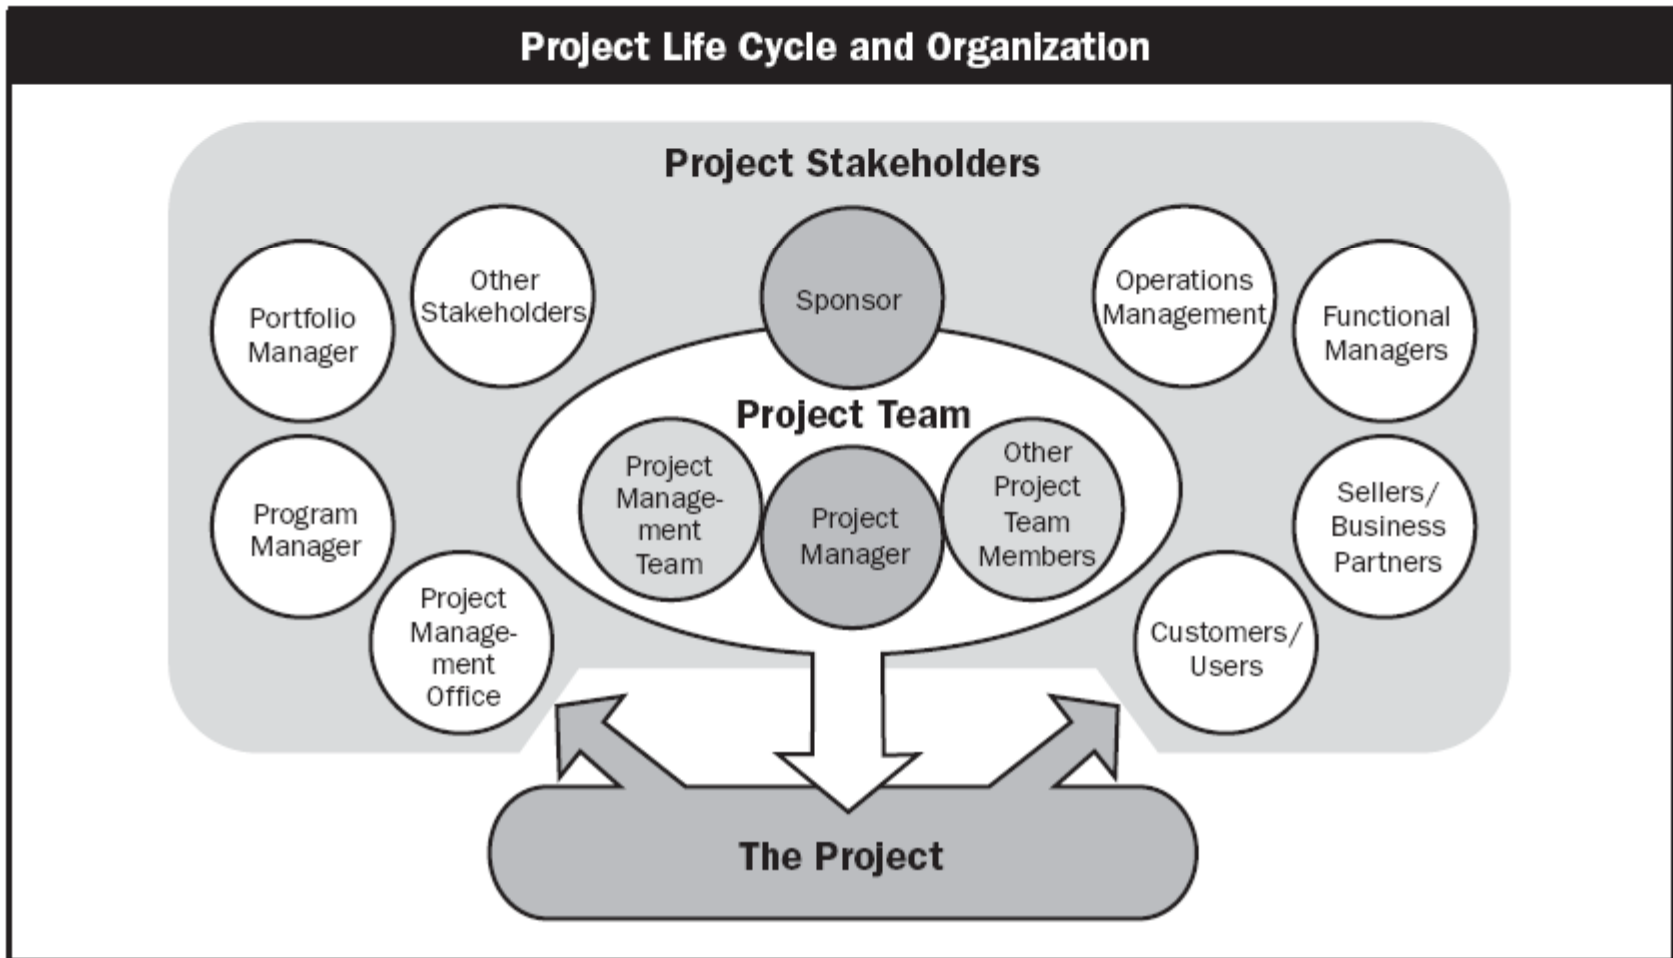 Project Life Cycle and Organization
Project Stakeholders
Portfolio
Manager
Other
Stakeholders
Sponsor
Operations
Management
Functional
Managers
Project Team
Project
Manage-
ment
Team
Project
Manager
Other
Project
Team
Members
Program
Manager
Project
Manage-
ment
Office
Sellers/
Business
Partners
Customers/
Users
The Project